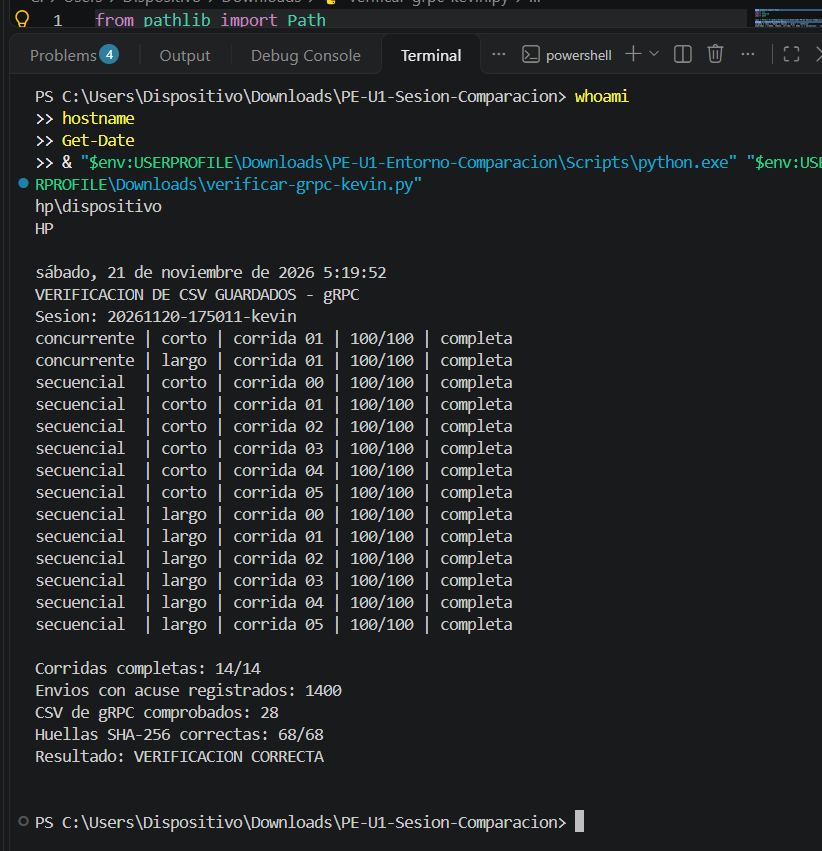 1 from pathlib import Path
Problems 4 Output Debug Console Terminal ··· powershell ···
PS C:\Users\Dispositivo\Downloads\PE-U1-Sesion-Comparacion> whoami
>> hostname
>> Get-Date
>> & "$env:USERPROFILE\Downloads\PE-U1-Entorno-Comparacion\Scripts\python.exe" "$env:USE
RPROFILE\Downloads\verificar-grpc-kevin.py"
hp\dispositivo
HP
sábado, 21 de noviembre de 2026 5:19:52
VERIFICACION DE CSV GUARDADOS - gRPC
Sesion: 20261120-175011-kevin
concurrente | corto | corrida 01 | 100/100 | completa
concurrente | largo | corrida 01 | 100/100 | completa
secuencial | corto | corrida 00 | 100/100 | completa
secuencial | corto | corrida 01 | 100/100 | completa
secuencial | corto | corrida 02 | 100/100 | completa
secuencial | corto | corrida 03 | 100/100 | completa
secuencial | corto | corrida 04 | 100/100 | completa
secuencial | corto | corrida 05 | 100/100 | completa
secuencial | largo | corrida 00 | 100/100 | completa
secuencial | largo | corrida 01 | 100/100 | completa
secuencial | largo | corrida 02 | 100/100 | completa
secuencial | largo | corrida 03 | 100/100 | completa
secuencial | largo | corrida 04 | 100/100 | completa
secuencial | largo | corrida 05 | 100/100 | completa
Corridas completas: 14/14
Envios con acuse registrados: 1400
CSV de gRPC comprobados: 28
Huellas SHA-256 correctas: 68/68
Resultado: VERIFICACION CORRECTA
PS C:\Users\Dispositivo\Downloads\PE-U1-Sesion-Comparacion>